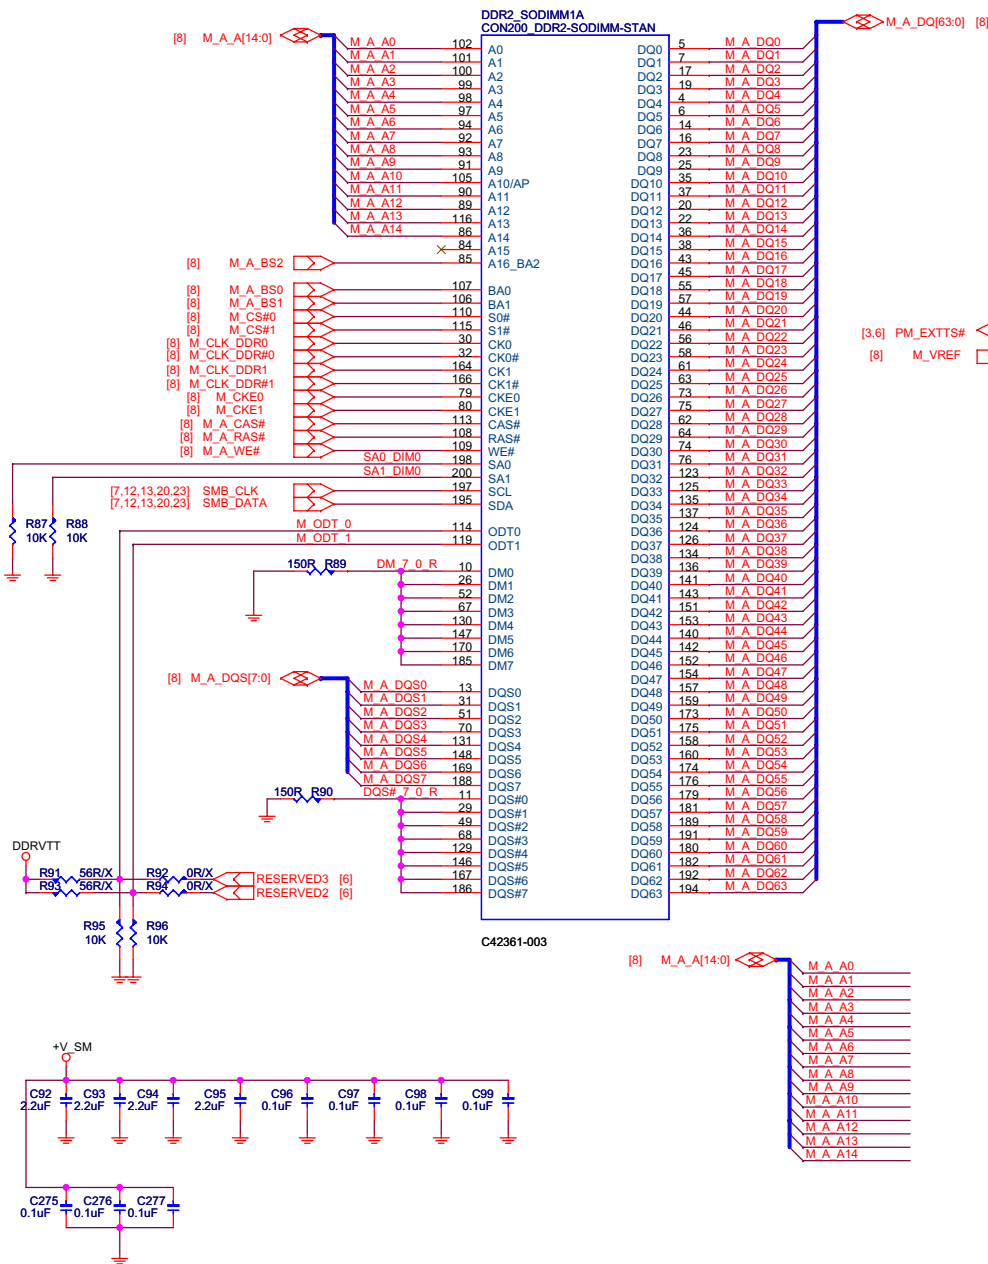 DDR2_SODIMM1A
CON200_DDR2-SODIMM-STAN
[8] M_A_A[14:0]
M_A_DQ[63:0] [8]
M_A_A0 102 A0 DQ0 5 M_A_DQ0
M_A_A1 101 A1 DQ1 7 M_A_DQ1
M_A_A2 100 A2 DQ2 17 M_A_DQ2
M_A_A3 99 A3 DQ3 19 M_A_DQ3
M_A_A4 98 A4 DQ4 4 M_A_DQ4
M_A_A5 97 A5 DQ5 6 M_A_DQ5
M_A_A6 94 A6 DQ6 14 M_A_DQ6
M_A_A7 92 A7 DQ7 16 M_A_DQ7
M_A_A8 93 A8 DQ8 23 M_A_DQ8
M_A_A9 91 A9 DQ9 25 M_A_DQ9
M_A_A10 105 A10/AP DQ10 35 M_A_DQ10
M_A_A11 90 A11 DQ11 37 M_A_DQ11
M_A_A12 89 A12 DQ12 20 M_A_DQ12
M_A_A13 116 A13 DQ13 22 M_A_DQ13
M_A_A14 86 A14 DQ14 36 M_A_DQ14
84 A15 DQ15 38 M_A_DQ15
[8] M_A_BS2 85 A16_BA2 DQ16 43 M_A_DQ16
DQ17 45 M_A_DQ17
[8] M_A_BS0 107 BA0 DQ18 55 M_A_DQ18
[8] M_A_BS1 106 BA1 DQ19 57 M_A_DQ19
[8] M_CS#0 110 S0# DQ20 44 M_A_DQ20
[8] M_CS#1 115 S1# DQ21 46 M_A_DQ21
[8] M_CLK_DDR0 30 CK0 DQ22 56 M_A_DQ22
[8] M_CLK_DDR#0 32 CK0# DQ23 58 M_A_DQ23
[8] M_CLK_DDR1 164 CK1 DQ24 61 M_A_DQ24
[8] M_CLK_DDR#1 166 CK1# DQ25 63 M_A_DQ25
[8] M_CKE0 79 CKE0 DQ26 73 M_A_DQ26
[8] M_CKE1 80 CKE1 DQ27 75 M_A_DQ27
[8] M_A_CAS# 113 CAS# DQ28 62 M_A_DQ28
[8] M_A_RAS# 108 RAS# DQ29 64 M_A_DQ29
[8] M_A_WE# 109 WE# DQ30 74 M_A_DQ30
SA0_DIM0 198 SA0 DQ31 76 M_A_DQ31
SA1_DIM0 200 SA1 DQ32 123 M_A_DQ32
[7,12,13,20,23] SMB_CLK 197 SCL DQ33 125 M_A_DQ33
[7,12,13,20,23] SMB_DATA 195 SDA DQ34 135 M_A_DQ34
DQ35 137 M_A_DQ35
M_ODT_0 114 ODT0 DQ36 124 M_A_DQ36
M_ODT_1 119 ODT1 DQ37 126 M_A_DQ37
DQ38 134 M_A_DQ38
150R R89 DM_7_0_R 10 DM0 DQ39 136 M_A_DQ39
26 DM1 DQ40 141 M_A_DQ40
52 DM2 DQ41 143 M_A_DQ41
67 DM3 DQ42 151 M_A_DQ42
130 DM4 DQ43 153 M_A_DQ43
147 DM5 DQ44 140 M_A_DQ44
170 DM6 DQ45 142 M_A_DQ45
185 DM7 DQ46 152 M_A_DQ46
[8] M_A_DQS[7:0] DQ47 154 M_A_DQ47
M_A_DQS0 13 DQS0 DQ48 157 M_A_DQ48
M_A_DQS1 31 DQS1 DQ49 159 M_A_DQ49
M_A_DQS2 51 DQS2 DQ50 173 M_A_DQ50
M_A_DQS3 70 DQS3 DQ51 175 M_A_DQ51
M_A_DQS4 131 DQS4 DQ52 158 M_A_DQ52
M_A_DQS5 148 DQS5 DQ53 160 M_A_DQ53
M_A_DQS6 169 DQS6 DQ54 174 M_A_DQ54
M_A_DQS7 188 DQS7 DQ55 176 M_A_DQ55
150R R90 DQS#_7_0_R 11 DQS#0 DQ56 179 M_A_DQ56
29 DQS#1 DQ57 181 M_A_DQ57
49 DQS#2 DQ58 189 M_A_DQ58
68 DQS#3 DQ59 191 M_A_DQ59
129 DQS#4 DQ60 180 M_A_DQ60
146 DQS#5 DQ61 182 M_A_DQ61
167 DQS#6 DQ62 192 M_A_DQ62
186 DQS#7 DQ63 194 M_A_DQ63
[3,6] PM_EXTTS#
[8] M_VREF
R87 R88
10K 10K
DDRVTT
R91 56R/X R92 0R/X RESERVED3 [6]
R93 56R/X R94 0R/X RESERVED2 [6]
R95 R96
10K 10K
C42361-003
[8] M_A_A[14:0]
M_A_A0
M_A_A1
M_A_A2
M_A_A3
M_A_A4
M_A_A5
M_A_A6
M_A_A7
M_A_A8
M_A_A9
M_A_A10
M_A_A11
M_A_A12
M_A_A13
M_A_A14
+V_SM
C92 C93 C94 C95 C96 C97 C98 C99
2.2uF 2.2uF 2.2uF 2.2uF 0.1uF 0.1uF 0.1uF 0.1uF
C275 C276 C277
0.1uF 0.1uF 0.1uF